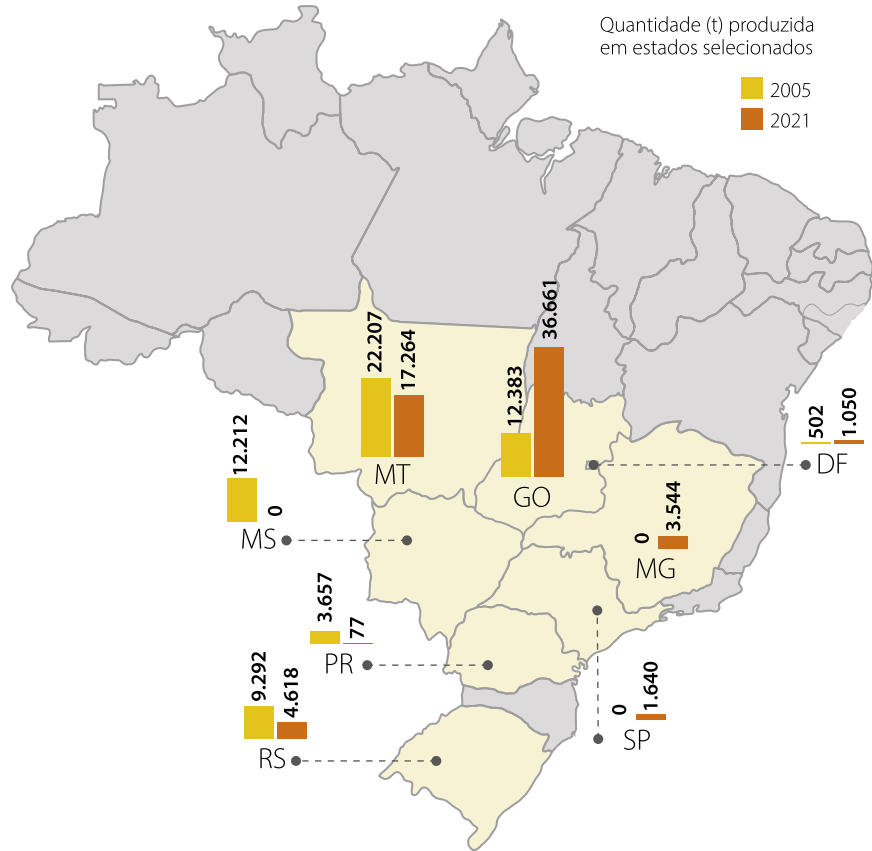 Quantidade (t) produzida
em estados selecionados
2005
2021
22.207
17.264
MT
12.383
36.661
GO
502
1.050
DF
12.212
0
MS
0
3.544
MG
3.657
77
PR
9.292
4.618
RS
0
1.640
SP